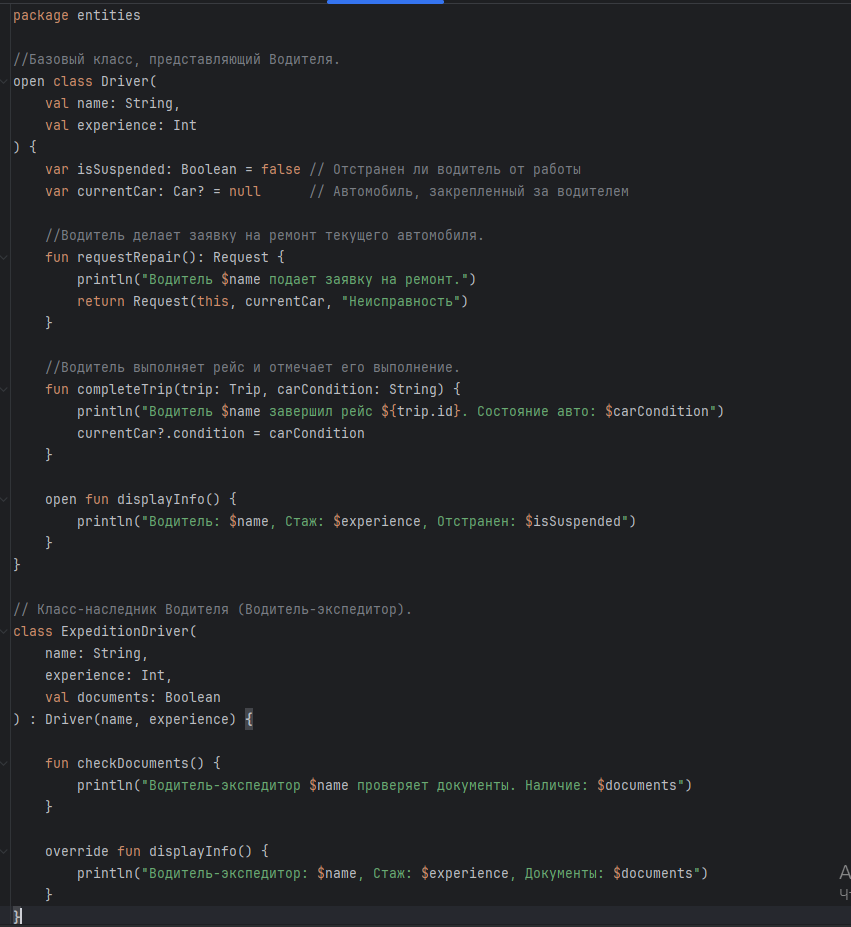 package entities
//Базовый класс, представляющий Водителя.
open class Driver(
    val name: String,
    val experience: Int
) {
    var isSuspended: Boolean = false // Отстранен ли водитель от работы
    var currentCar: Car? = null      // Автомобиль, закрепленный за водителем
    //Водитель делает заявку на ремонт текущего автомобиля.
    fun requestRepair(): Request {
        println("Водитель $name подает заявку на ремонт.")
        return Request(this, currentCar, "Неисправность")
    }
    //Водитель выполняет рейс и отмечает его выполнение.
    fun completeTrip(trip: Trip, carCondition: String) {
        println("Водитель $name завершил рейс ${trip.id}. Состояние авто: $carCondition")
        currentCar?.condition = carCondition
    }
    open fun displayInfo() {
        println("Водитель: $name, Стаж: $experience, Отстранен: $isSuspended")
    }
}
// Класс-наследник Водителя (Водитель-экспедитор).
class ExpeditionDriver(
    name: String,
    experience: Int,
    val documents: Boolean
) : Driver(name, experience) {
    fun checkDocuments() {
        println("Водитель-экспедитор $name проверяет документы. Наличие: $documents")
    }
    override fun displayInfo() {
        println("Водитель-экспедитор: $name, Стаж: $experience, Документы: $documents")
    }
}